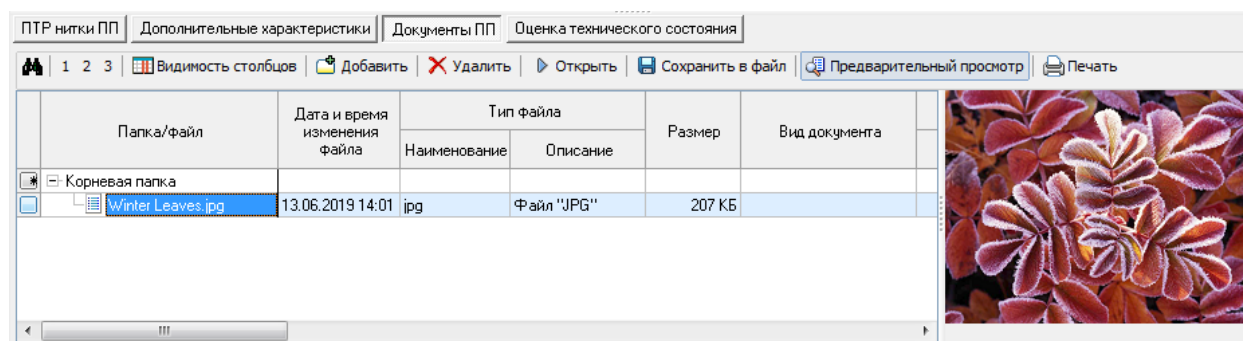 ПТР нитки ПП Дополнительные характеристики Документы ПП Оценка технического состояния
1 2 3 Видимость столбцов Добавить Удалить Открыть Сохранить в файл Предварительный просмотр Печать
Папка/файл Дата и время изменения файла Тип файла Размер Вид документа
Наименование Описание
Корневая папка
Winter Leaves.jpg 13.06.2019 14:01 jpg Файл "JPG" 207 КБ